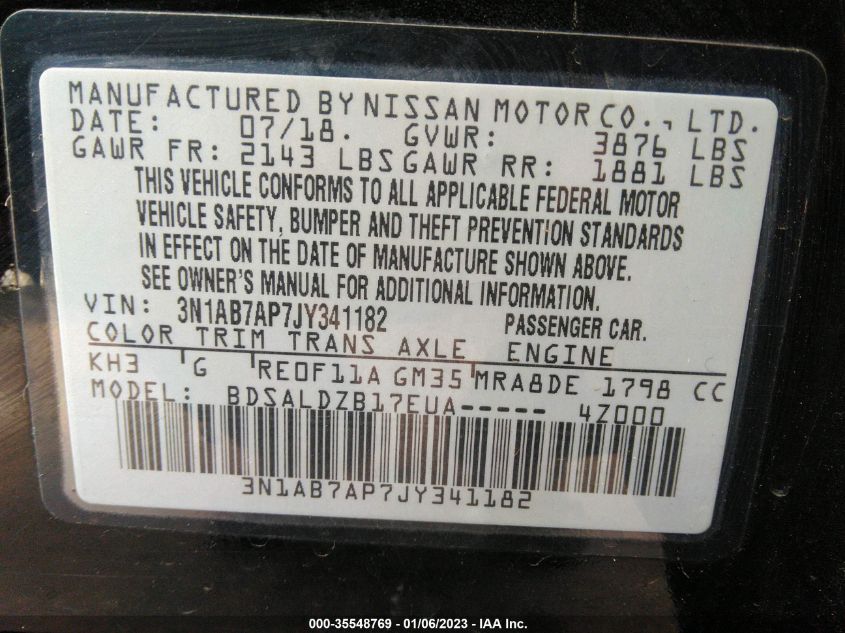 MANUFACTURED BY NISSAN MOTOR CO., LTD.
DATE: 07/18. GVWR: 3876 LBS
GAWR FR: 2143 LBS GAWR RR: 1881 LBS
THIS VEHICLE CONFORMS TO ALL APPLICABLE FEDERAL MOTOR
VEHICLE SAFETY, BUMPER AND THEFT PREVENTION STANDARDS
IN EFFECT ON THE DATE OF MANUFACTURE SHOWN ABOVE.
SEE OWNER'S MANUAL FOR ADDITIONAL INFORMATION.
VIN: 3N1AB7AP7JY341182 PASSENGER CAR.
COLOR TRIM TRANS AXLE ENGINE
KH3 G RE0F11A GM35 MRA8DE 1798 CC
MODEL: BDSALDZB17EUA----- 4Z000
3N1AB7AP7JY341182
000-35548769 — 01/06/2023 — IAA Inc.